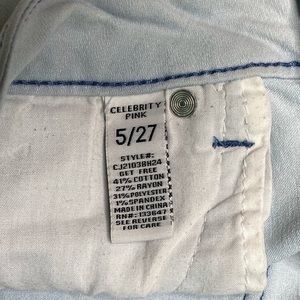 CELEBRITY
PINK
5/27
STYLE#:
CJ21038H24
GET FREE
41% COTTON
27% RAYON
31% POLYESTER
1% SPANDEX
MADE IN CHINA
RN#: 133647
SEE REVERSE
FOR CARE